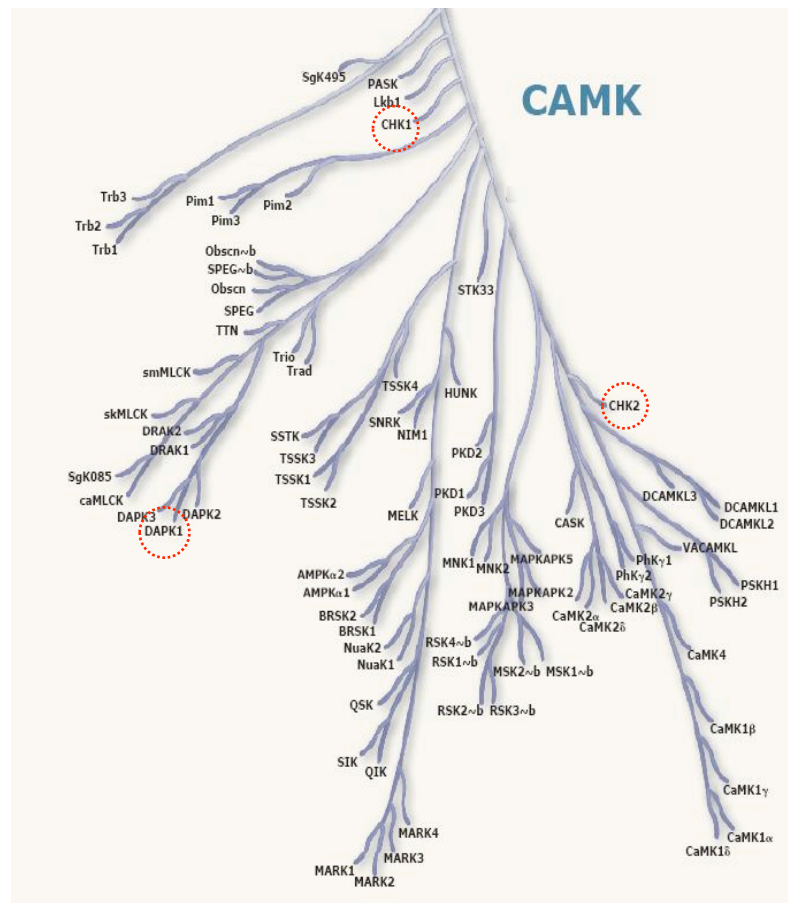 CAMK
SgK495
PASK
Lkb1
CHK1
Trb3
Trb2
Trb1
Pim1
Pim3
Pim2
Obscn~b
SPEG~b
Obscn
SPEG
TTN
STK33
smMLCK
Trio
Trad
TSSK4
HUNK
CHK2
skMLCK
DRAK2
DRAK1
SNRK
NIM1
SSTK
TSSK3
TSSK1
TSSK2
PKD2
PKD1
PKD3
SgK085
caMLCK
DAPK3
DAPK2
DAPK1
MELK
CASK
DCAMKL3
DCAMKL1
DCAMKL2
VACAMKL
MNK1
MNK2
MAPKAPK5
MAPKAPK2
MAPKAPK3
PhKγ1
PhKγ2
PSKH1
PSKH2
CaMK2γ
CaMK2β
CaMK2α
CaMK2δ
AMPKα2
AMPKα1
BRSK2
BRSK1
NuaK2
NuaK1
RSK4~b
RSK1~b
MSK2~b
MSK1~b
CaMK4
QSK
RSK2~b
RSK3~b
CaMK1β
SIK
QIK
CaMK1γ
MARK4
MARK3
MARK1
MARK2
CaMK1α
CaMK1δ